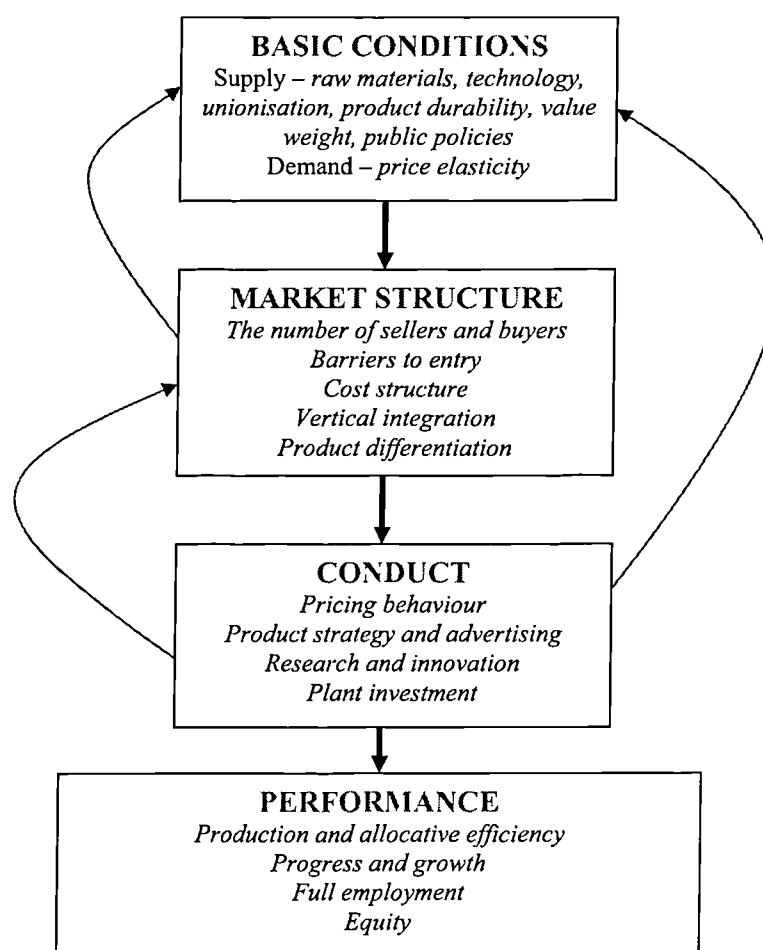 BASIC CONDITIONS
Supply – raw materials, technology,
unionisation, product durability, value
weight, public policies
Demand – price elasticity
MARKET STRUCTURE
The number of sellers and buyers
Barriers to entry
Cost structure
Vertical integration
Product differentiation
CONDUCT
Pricing behaviour
Product strategy and advertising
Research and innovation
Plant investment
PERFORMANCE
Production and allocative efficiency
Progress and growth
Full employment
Equity